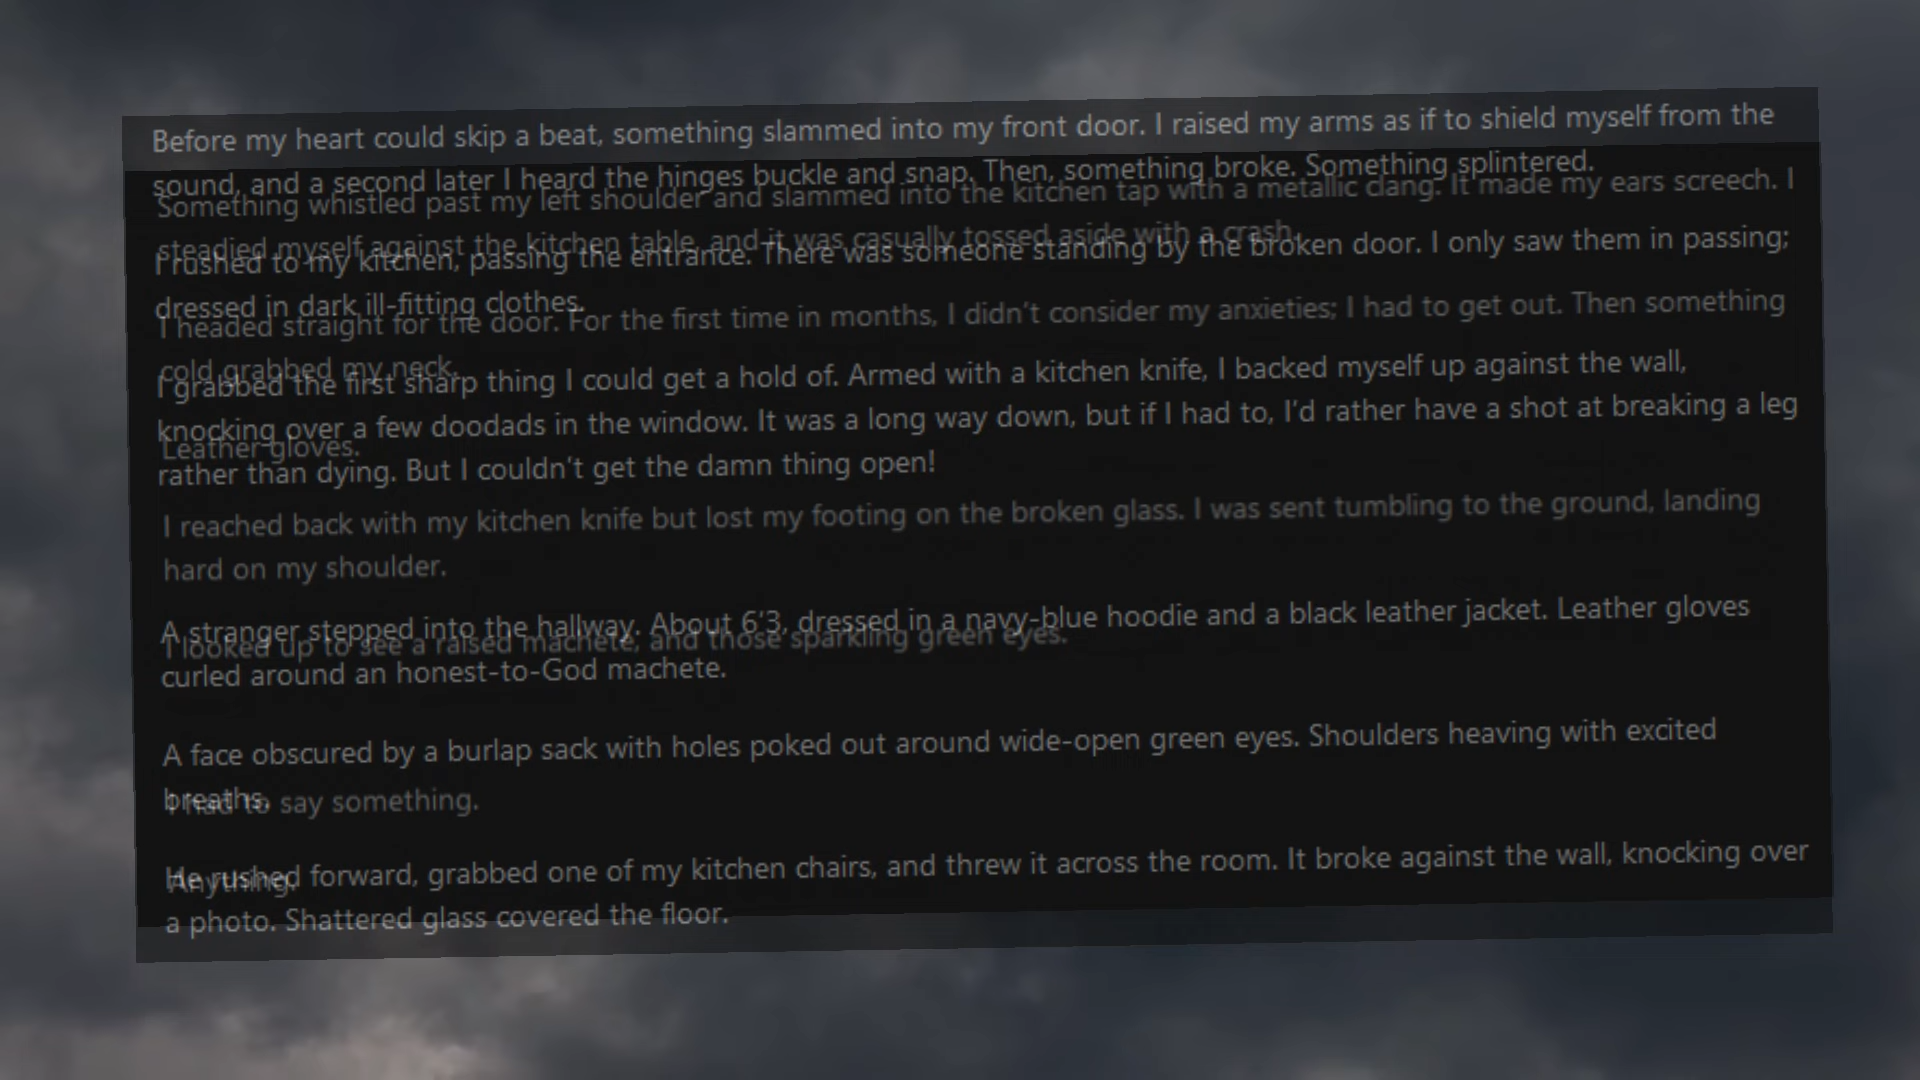 Before my heart could skip a beat, something slammed into my front door. I raised my arms as if to shield myself from the
sound, and a second later I heard the hinges buckle and snap. Then, something broke. Something splintered.
I rushed to my kitchen, passing the entrance. There was someone standing by the broken door. I only saw them in passing;
dressed in dark ill-fitting clothes.
I grabbed the first sharp thing I could get a hold of. Armed with a kitchen knife, I backed myself up against the wall,
knocking over a few doodads in the window. It was a long way down, but if I had to, I’d rather have a shot at breaking a leg
rather than dying. But I couldn’t get the damn thing open!
A stranger stepped into the hallway. About 6’3, dressed in a navy-blue hoodie and a black leather jacket. Leather gloves
curled around an honest-to-God machete.
A face obscured by a burlap sack with holes poked out around wide-open green eyes. Shoulders heaving with excited
breaths.
He rushed forward, grabbed one of my kitchen chairs, and threw it across the room. It broke against the wall, knocking over
a photo. Shattered glass covered the floor.
Something whistled past my left shoulder and slammed into the kitchen tap with a metallic clang. It made my ears screech. I
steadied myself against the kitchen table, and it was casually tossed aside with a crash.
I headed straight for the door. For the first time in months, I didn’t consider my anxieties; I had to get out. Then something
cold grabbed my neck.
Leather gloves.
I reached back with my kitchen knife but lost my footing on the broken glass. I was sent tumbling to the ground, landing
hard on my shoulder.
I looked up to see a raised machete, and those sparkling green eyes.
I had to say something.
Anything.